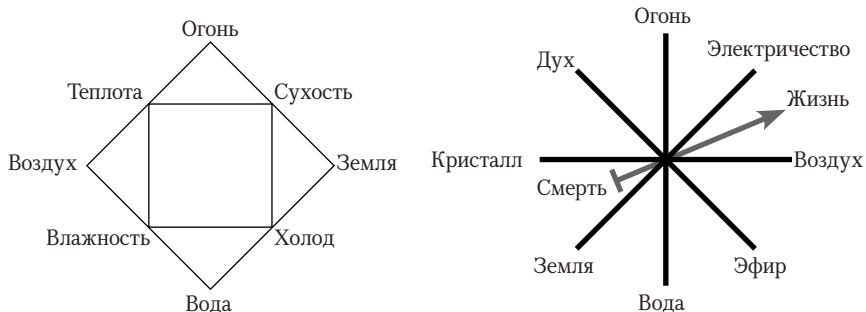 Огонь
Теплота
Сухость
Воздух
Земля
Влажность
Холод
Вода
Огонь
Дух
Электричество
Жизнь
Кристалл
Воздух
Смерть
Земля
Эфир
Вода